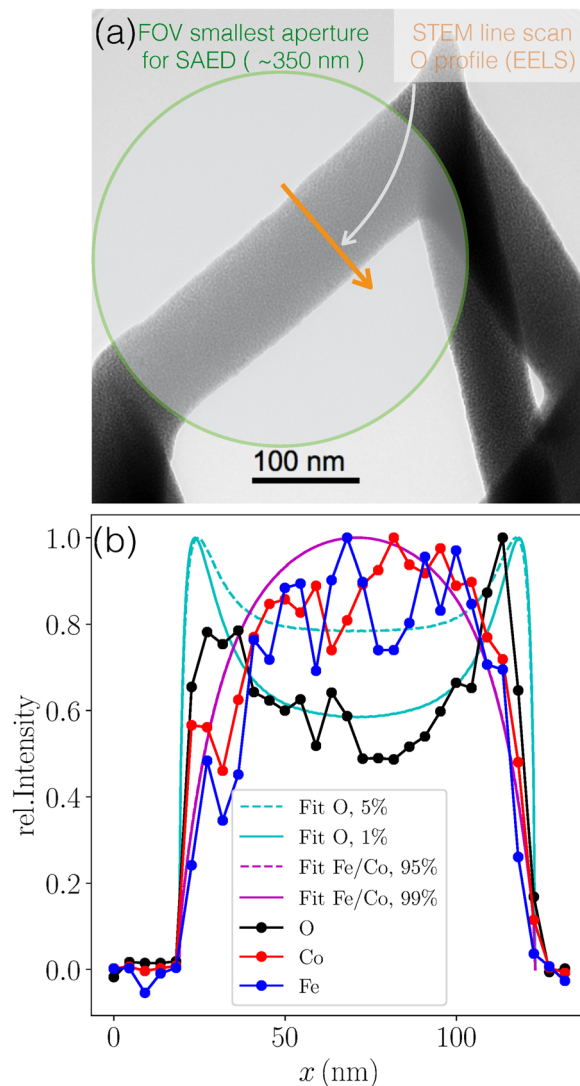 (a)
FOV smallest aperture
for SAED ( ~350 nm )
STEM line scan
O profile (EELS)
100 nm
(b)
1.0
0.8
0.6
0.4
0.2
0.0
rel.Intensity
Fit O, 5%
Fit O, 1%
Fit Fe/Co, 95%
Fit Fe/Co, 99%
O
Co
Fe
0
50
100
x (nm)